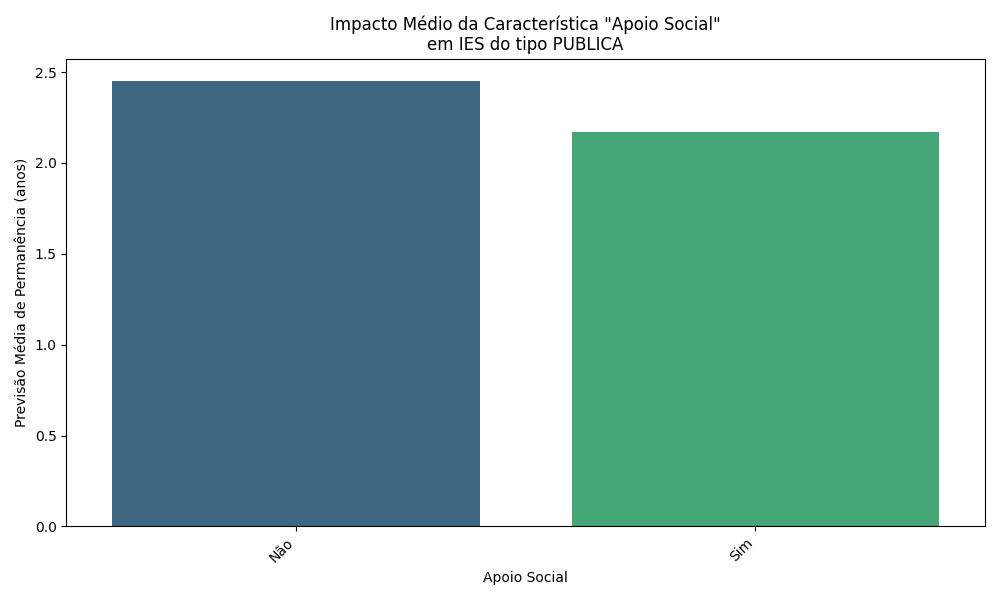 Impacto Médio da Característica "Apoio Social"
em IES do tipo PUBLICA
Previsão Média de Permanência (anos)
2.5
2.0
1.5
1.0
0.5
0.0
Não
Sim
Apoio Social